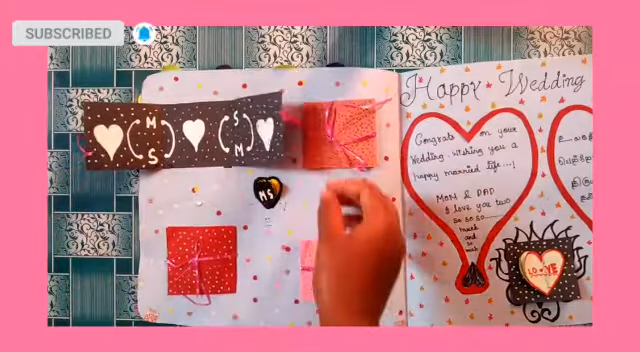 SUBSCRIBED
Happy Wedding
M
S
S
M
MS
Congrats on your
Wedding. wishing you a
happy married life...!
MOM & DAD
I love you two
so so so
much
and
so
much
LOVE